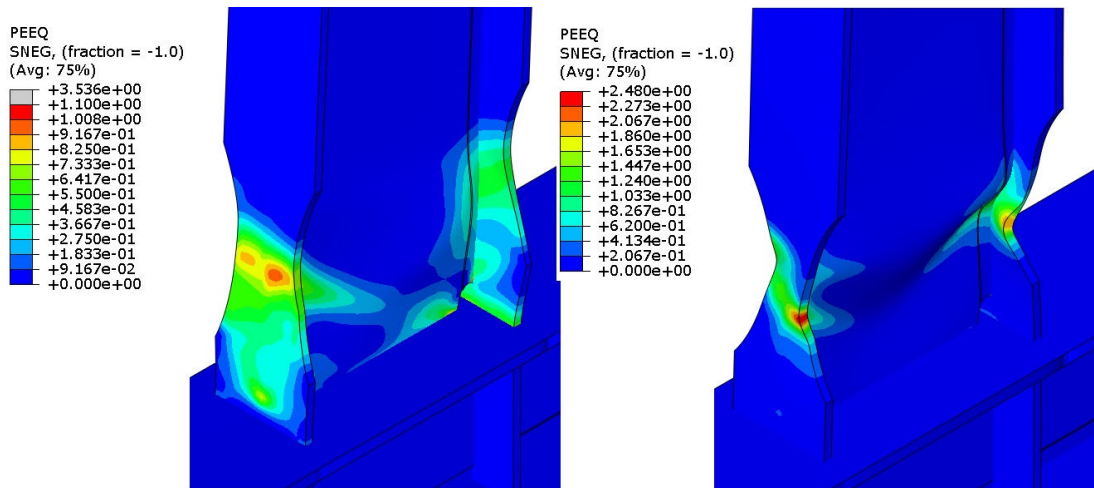 PEEQ
SNEG, (fraction = -1.0)
(Avg: 75%)
+3.536e+00
+1.100e+00
+1.008e+00
+9.167e-01
+8.250e-01
+7.333e-01
+6.417e-01
+5.500e-01
+4.583e-01
+3.667e-01
+2.750e-01
+1.833e-01
+9.167e-02
+0.000e+00
PEEQ
SNEG, (fraction = -1.0)
(Avg: 75%)
+2.480e+00
+2.273e+00
+2.067e+00
+1.860e+00
+1.653e+00
+1.447e+00
+1.240e+00
+1.033e+00
+8.267e-01
+6.200e-01
+4.134e-01
+2.067e-01
+0.000e+00